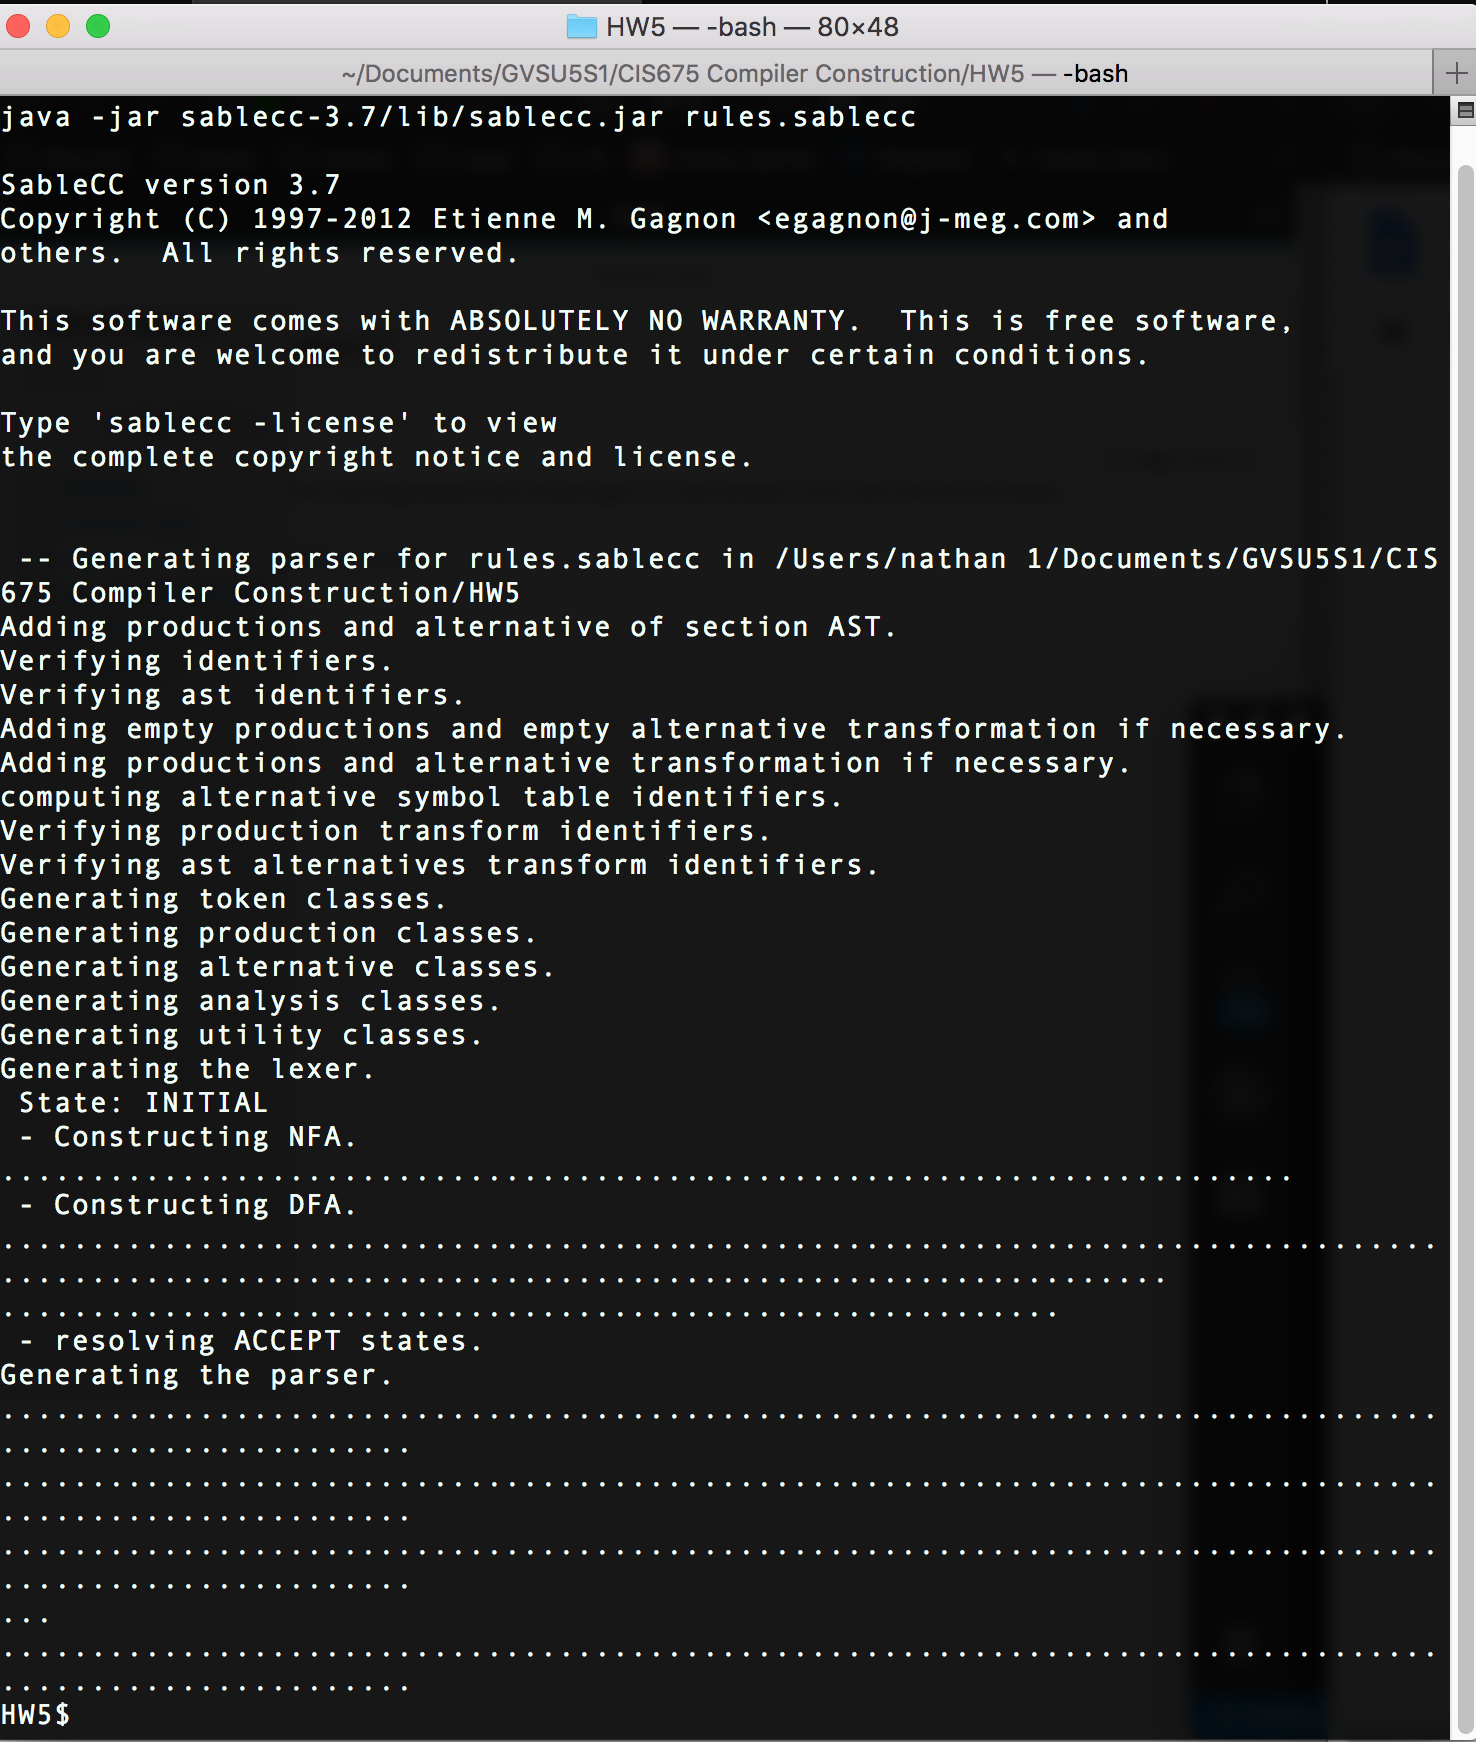 HW5 — -bash — 80×48
~/Documents/GVSU5S1/CIS675 Compiler Construction/HW5 — -bash
java -jar sablecc-3.7/lib/sablecc.jar rules.sablecc
SableCC version 3.7
Copyright (C) 1997-2012 Etienne M. Gagnon <egagnon@j-meg.com> and
others.  All rights reserved.
This software comes with ABSOLUTELY NO WARRANTY.  This is free software,
and you are welcome to redistribute it under certain conditions.
Type 'sablecc -license' to view
the complete copyright notice and license.
 -- Generating parser for rules.sablecc in /Users/nathan 1/Documents/GVSU5S1/CIS
675 Compiler Construction/HW5
Adding productions and alternative of section AST.
Verifying identifiers.
Verifying ast identifiers.
Adding empty productions and empty alternative transformation if necessary.
Adding productions and alternative transformation if necessary.
computing alternative symbol table identifiers.
Verifying production transform identifiers.
Verifying ast alternatives transform identifiers.
Generating token classes.
Generating production classes.
Generating alternative classes.
Generating analysis classes.
Generating utility classes.
Generating the lexer.
 State: INITIAL
 - Constructing NFA.
........................................................................
 - Constructing DFA.
................................................................................
.................................................................
...........................................................
 - resolving ACCEPT states.
Generating the parser.
................................................................................
.......................
................................................................................
.......................
................................................................................
.......................
...
................................................................................
.......................
HW5$